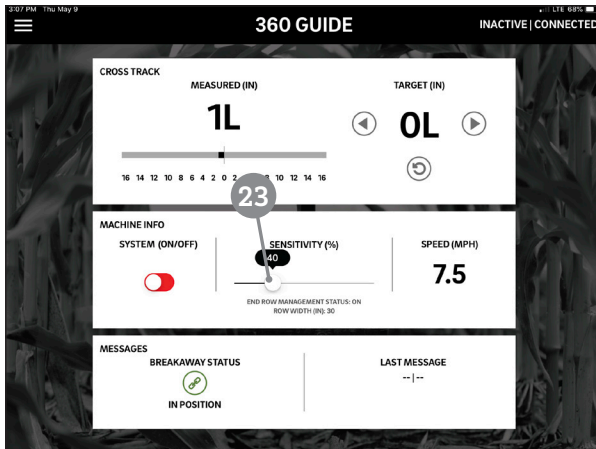 3:07 PM Thu May 9
LTE 68%
360 GUIDE
INACTIVE | CONNECTED
CROSS TRACK
MEASURED (IN)
TARGET (IN)
1L
0L
16 14 12 10 8 6 4 2 0 2 8 10 12 14 16
23
MACHINE INFO
SYSTEM (ON/OFF)
SENSITIVITY (%)
SPEED (MPH)
40
7.5
END ROW MANAGEMENT STATUS: ON
ROW WIDTH (IN): 30
MESSAGES
BREAKAWAY STATUS
LAST MESSAGE
-- | --
IN POSITION